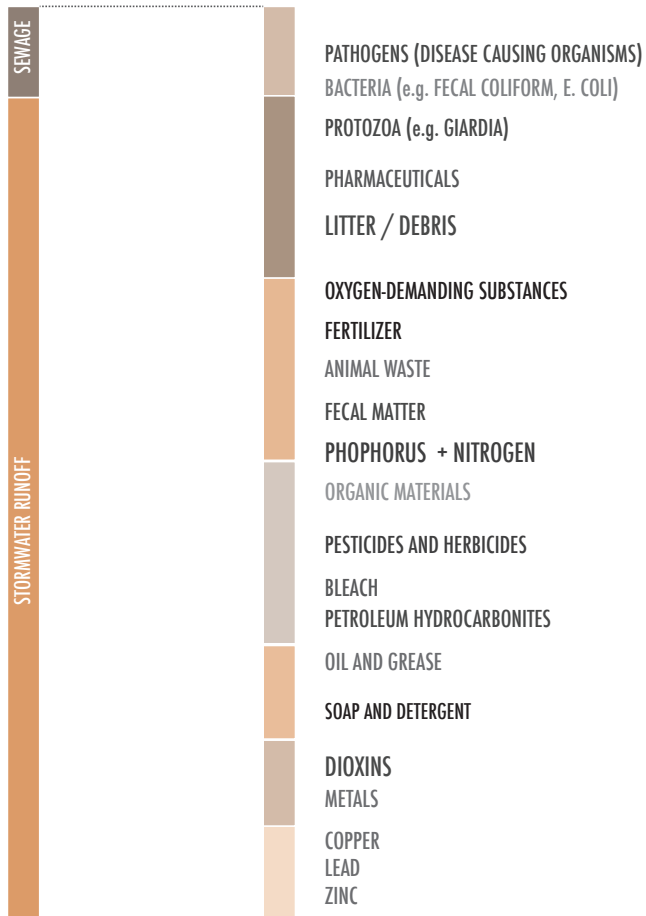 SEWAGE
STORMWATER RUNOFF
PATHOGENS (DISEASE CAUSING ORGANISMS)
BACTERIA (e.g. FECAL COLIFORM, E. COLI)
PROTOZOA (e.g. GIARDIA)
PHARMACEUTICALS
LITTER / DEBRIS
OXYGEN-DEMANDING SUBSTANCES
FERTILIZER
ANIMAL WASTE
FECAL MATTER
PHOPHORUS + NITROGEN
ORGANIC MATERIALS
PESTICIDES AND HERBICIDES
BLEACH
PETROLEUM HYDROCARBONITES
OIL AND GREASE
SOAP AND DETERGENT
DIOXINS
METALS
COPPER
LEAD
ZINC